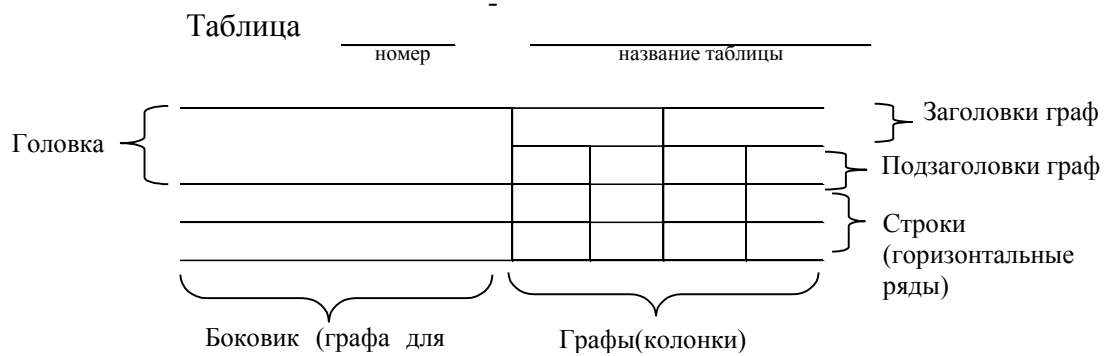 Таблица -
номер название таблицы
Заголовки граф
Головка
Подзаголовки граф
Строки
(горизонтальные
ряды)
Боковик (графа для
Графы(колонки)